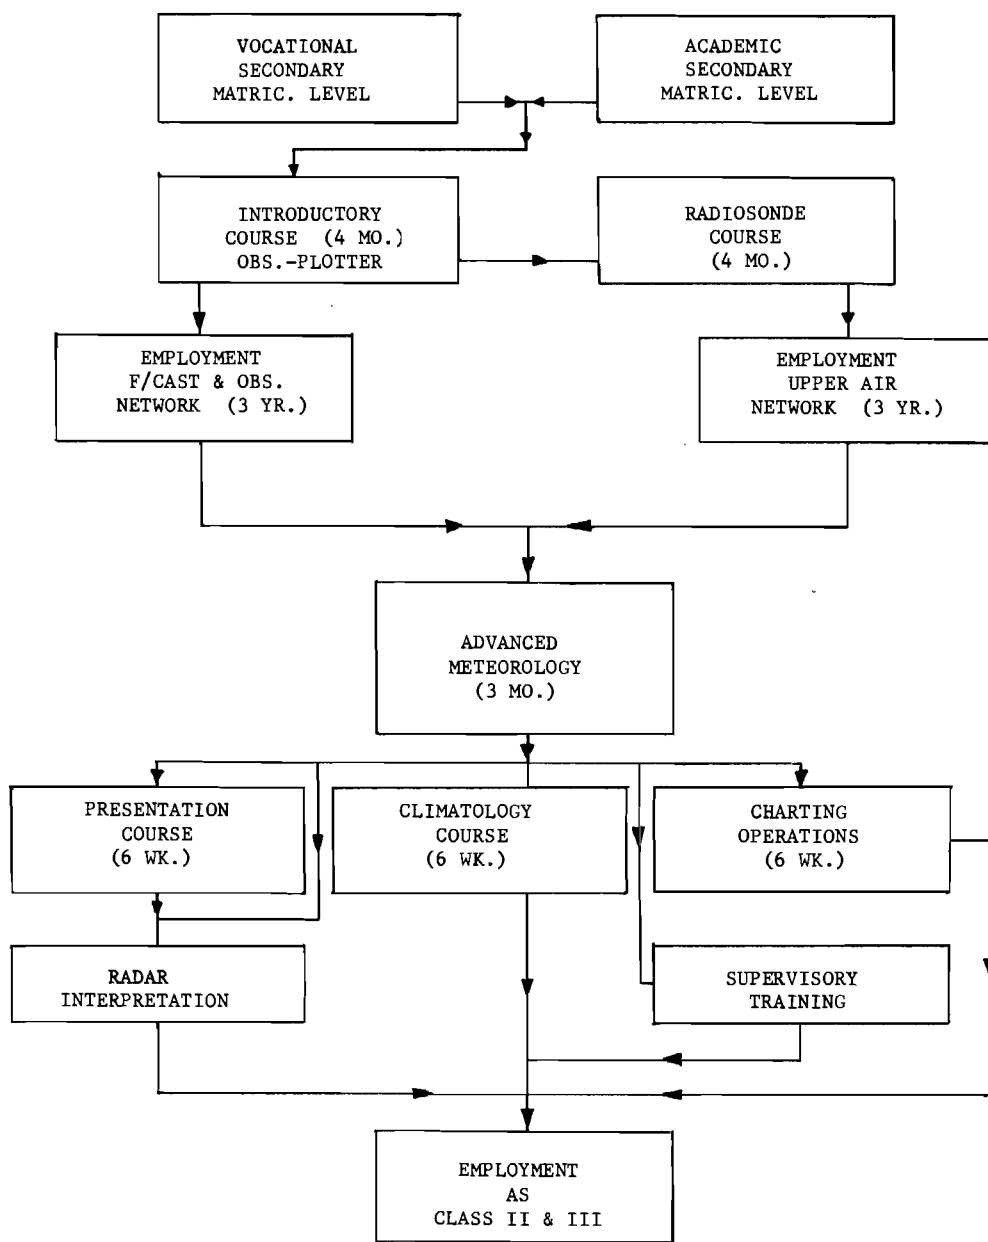 VOCATIONAL
SECONDARY
MATRIC. LEVEL
ACADEMIC
SECONDARY
MATRIC. LEVEL
INTRODUCTORY
COURSE (4 MO.)
OBS.-PLOTTER
RADIOSONDE
COURSE
(4 MO.)
EMPLOYMENT
F/CAST & OBS.
NETWORK (3 YR.)
EMPLOYMENT
UPPER AIR
NETWORK (3 YR.)
ADVANCED
METEOROLOGY
(3 MO.)
PRESENTATION
COURSE
(6 WK.)
CLIMATOLOGY
COURSE
(6 WK.)
CHARTING
OPERATIONS
(6 WK.)
RADAR
INTERPRETATION
SUPERVISORY
TRAINING
EMPLOYMENT
AS
CLASS II & III